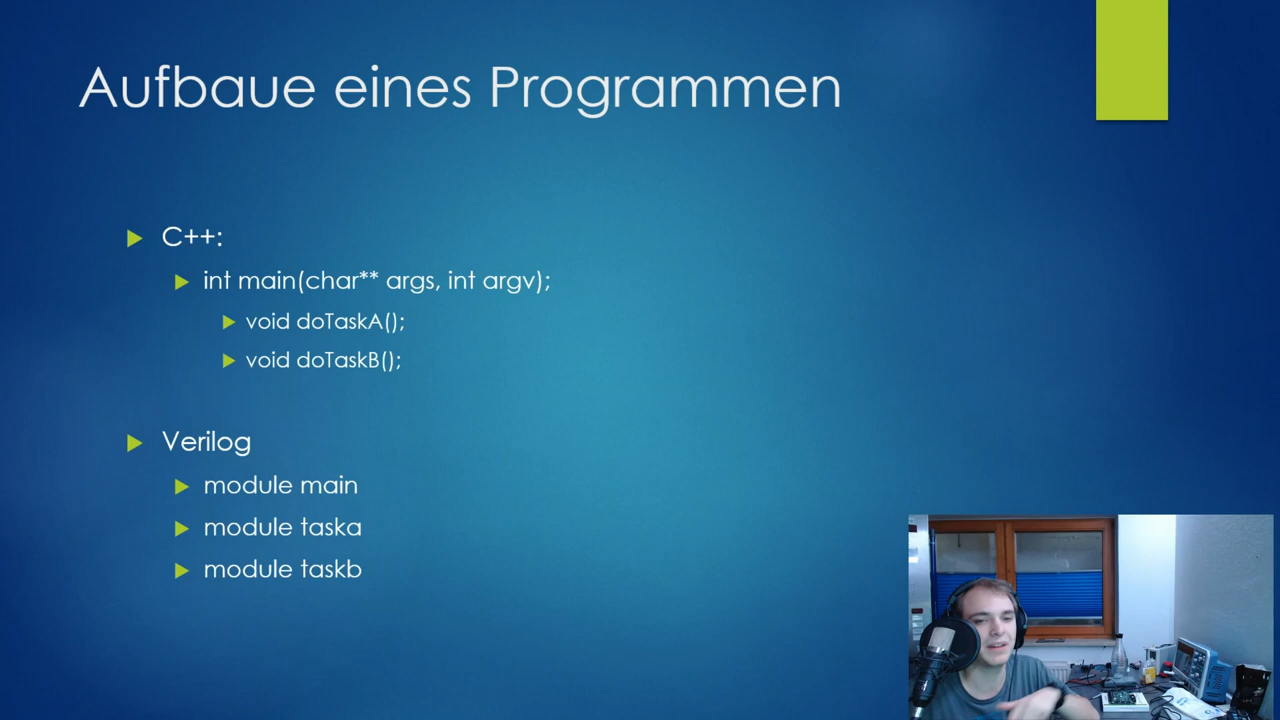 Aufbaue eines Programmen
C++:
int main(char** args, int argv);
void doTaskA();
void doTaskB();
Verilog
module main
module taska
module taskb